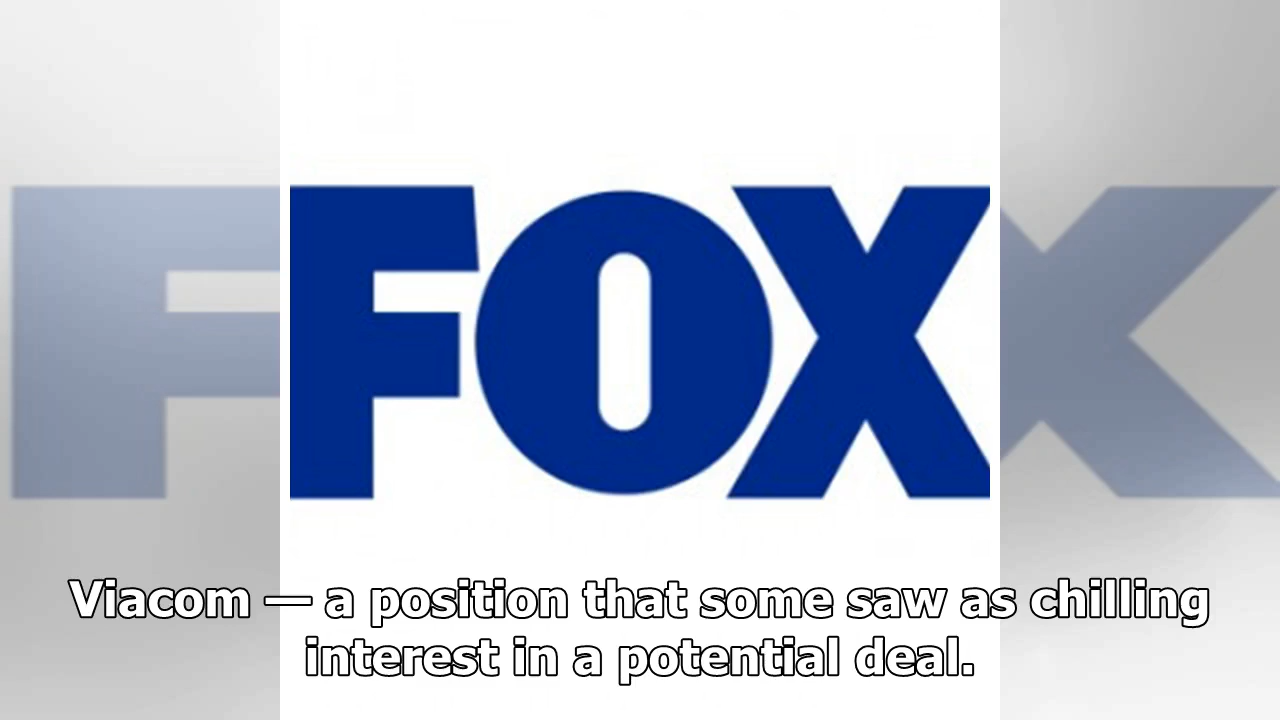 FOX
Viacom — a position that some saw as chilling
interest in a potential deal.